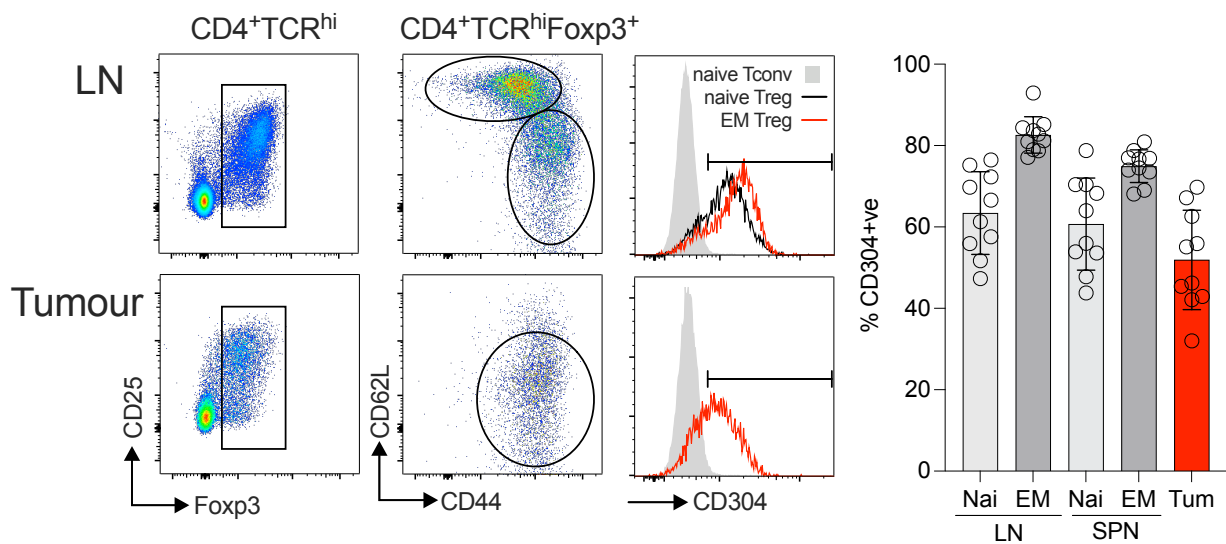 CD4+TCRhi
CD4+TCRhiFoxp3+
LN
naive Tconv
naive Treg
EM Treg
Tumour
CD25
Foxp3
CD62L
CD44
CD304
% CD304+ve
100
80
60
40
20
0
Nai EM Nai EM Tum
LN SPN